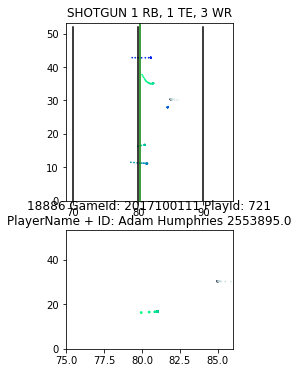 SHOTGUN 1 RB, 1 TE, 3 WR
50
40
30
20
10
0
70 80 90
18886 GameId: 2017100111 PlayId: 721
PlayerName + ID: Adam Humphries 2553895.0
40
20
0
75.0 77.5 80.0 82.5 85.0